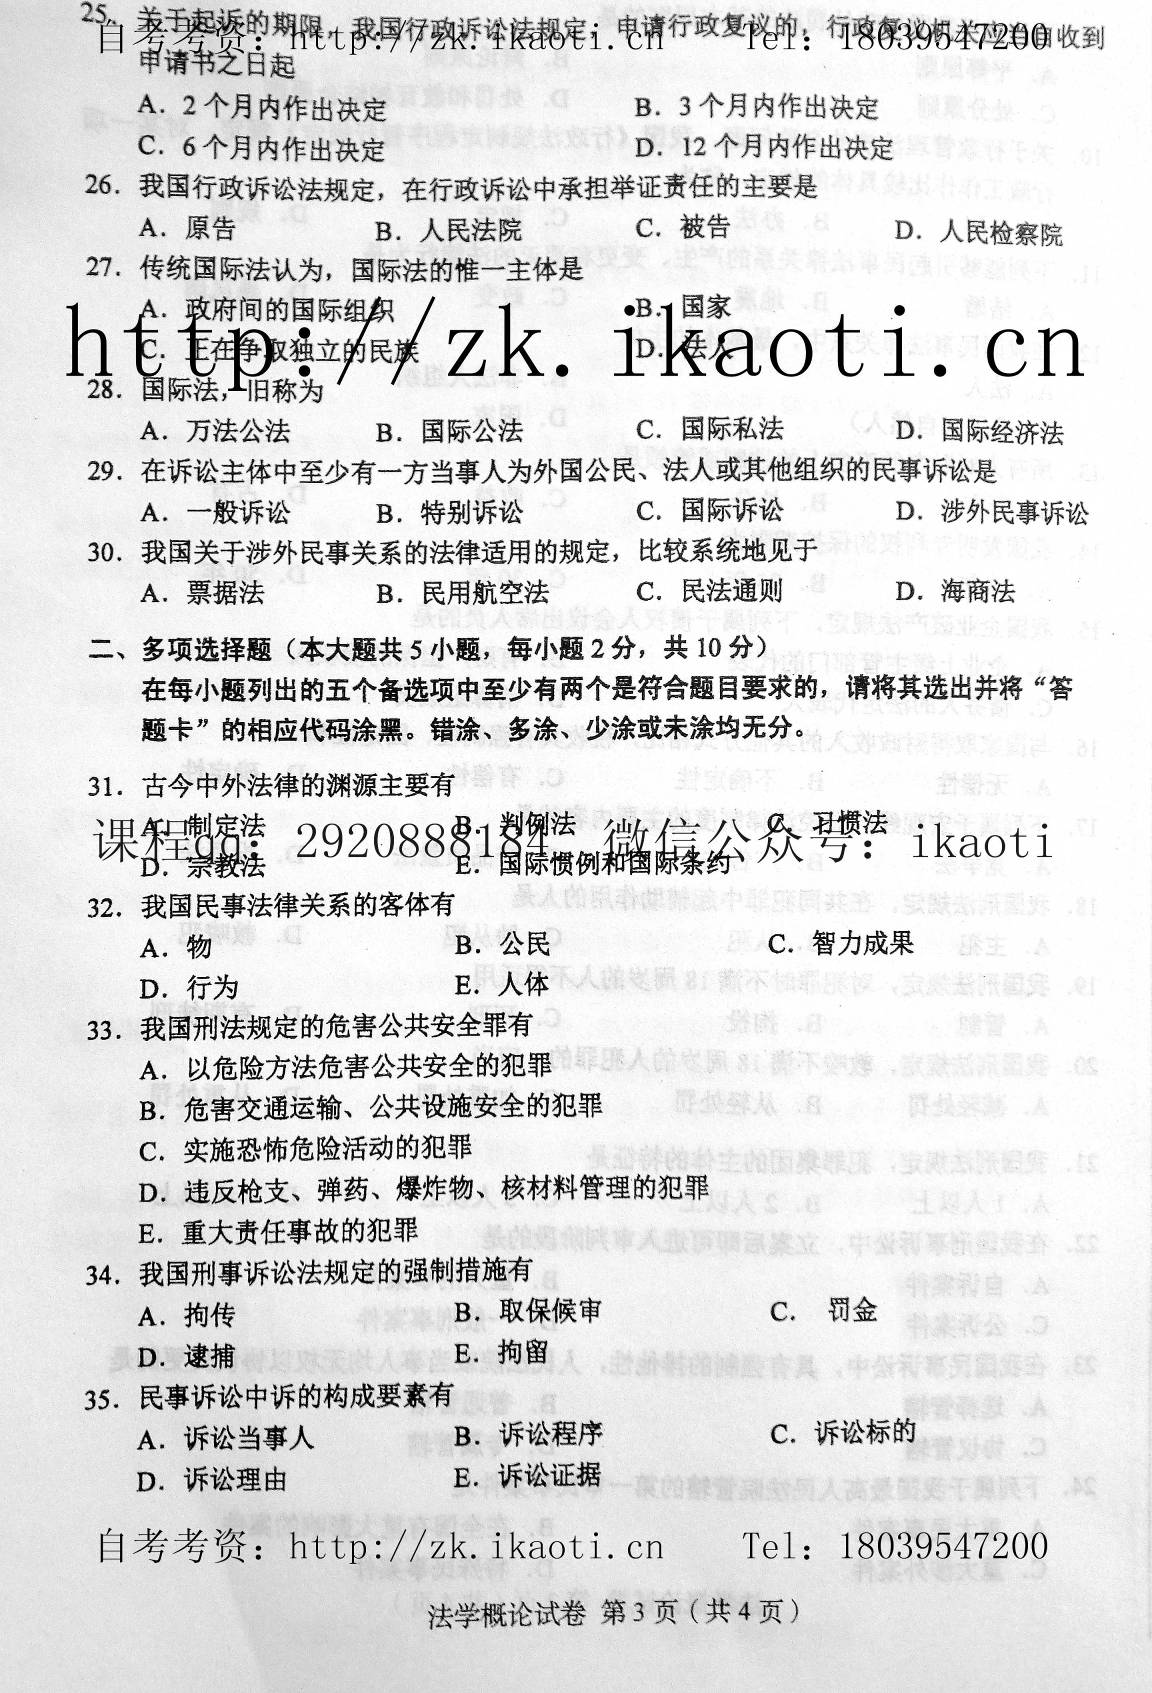 25. 关于起诉的期限，我国行政诉讼法规定：申请行政复议的，行政复议机关应当自收到
自考考资：http://zk.ikaoti.cn Tel：18039547200
申请书之日起
A．2个月内作出决定 B．3个月内作出决定
C．6个月内作出决定 D．12个月内作出决定
26．我国行政诉讼法规定，在行政诉讼中承担举证责任的主要是
A．原告 B．人民法院 C．被告 D．人民检察院
27．传统国际法认为，国际法的惟一主体是
A．政府间的国际组织 B．国家
http://zk.ikaoti.cn
C．正在争取独立的民族 D．法人
28．国际法，旧称为
A．万法公法 B．国际公法 C．国际私法 D．国际经济法
29．在诉讼主体中至少有一方当事人为外国公民、法人或其他组织的民事诉讼是
A．一般诉讼 B．特别诉讼 C．国际诉讼 D．涉外民事诉讼
30．我国关于涉外民事关系的法律适用的规定，比较系统地见于
A．票据法 B．民用航空法 C．民法通则 D．海商法
二、多项选择题（本大题共5小题，每小题2分，共10分）
在每小题列出的五个备选项中至少有两个是符合题目要求的，请将其选出并将“答
题卡”的相应代码涂黑。错涂、多涂、少涂或未涂均无分。
31．古今中外法律的渊源主要有
A．制定法 B．判例法 C．习惯法
课程qq：2920888184 微信公众号：ikaoti
D．宗教法 E．国际惯例和国际条约
32．我国民事法律关系的客体有
A．物 B．公民 C．智力成果
D．行为 E．人体
33．我国刑法规定的危害公共安全罪有
A．以危险方法危害公共安全的犯罪
B．危害交通运输、公共设施安全的犯罪
C．实施恐怖危险活动的犯罪
D．违反枪支、弹药、爆炸物、核材料管理的犯罪
E．重大责任事故的犯罪
34．我国刑事诉讼法规定的强制措施有
A．拘传 B．取保候审 C．罚金
D．逮捕 E．拘留
35．民事诉讼中诉的构成要素有
A．诉讼当事人 B．诉讼程序 C．诉讼标的
D．诉讼理由 E．诉讼证据
自考考资：http://zk.ikaoti.cn Tel：18039547200
法学概论试卷 第3页（共4页）